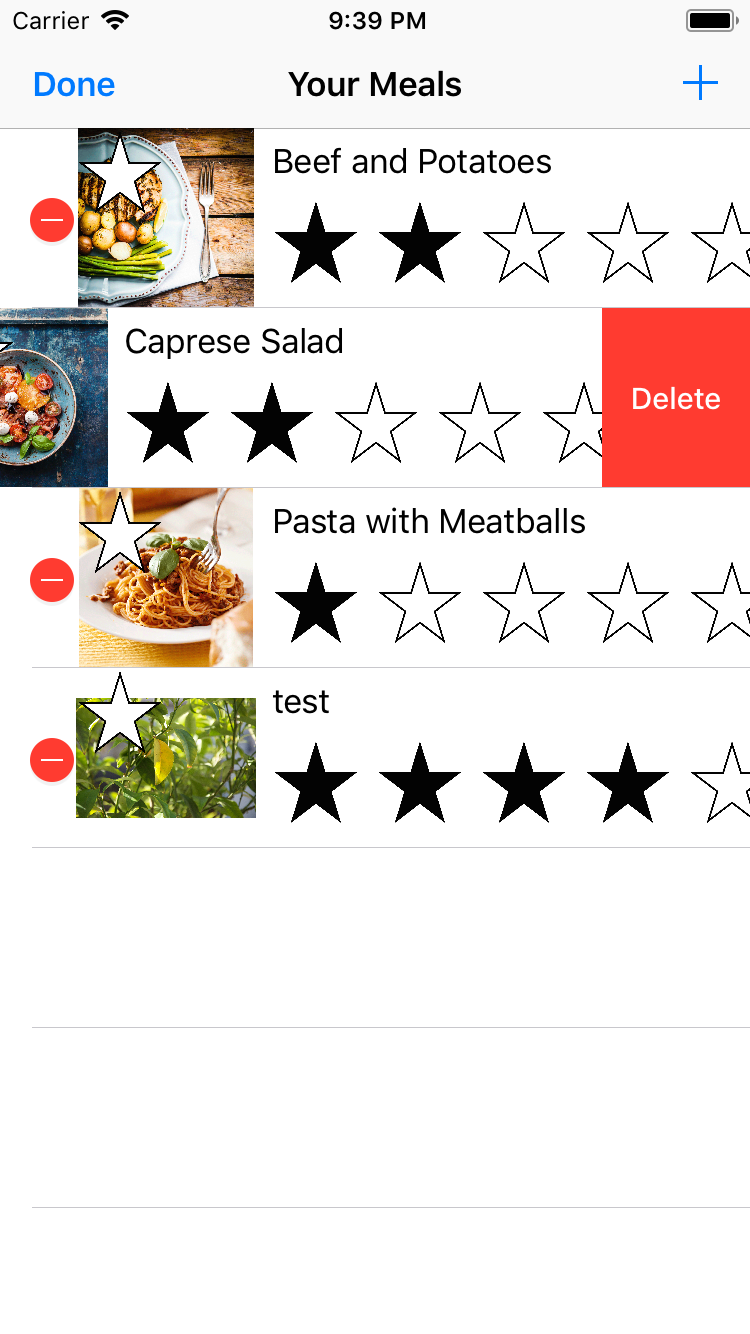 Carrier 9:39 PM
Done Your Meals
Beef and Potatoes
Caprese Salad
Delete
Pasta with Meatballs
test